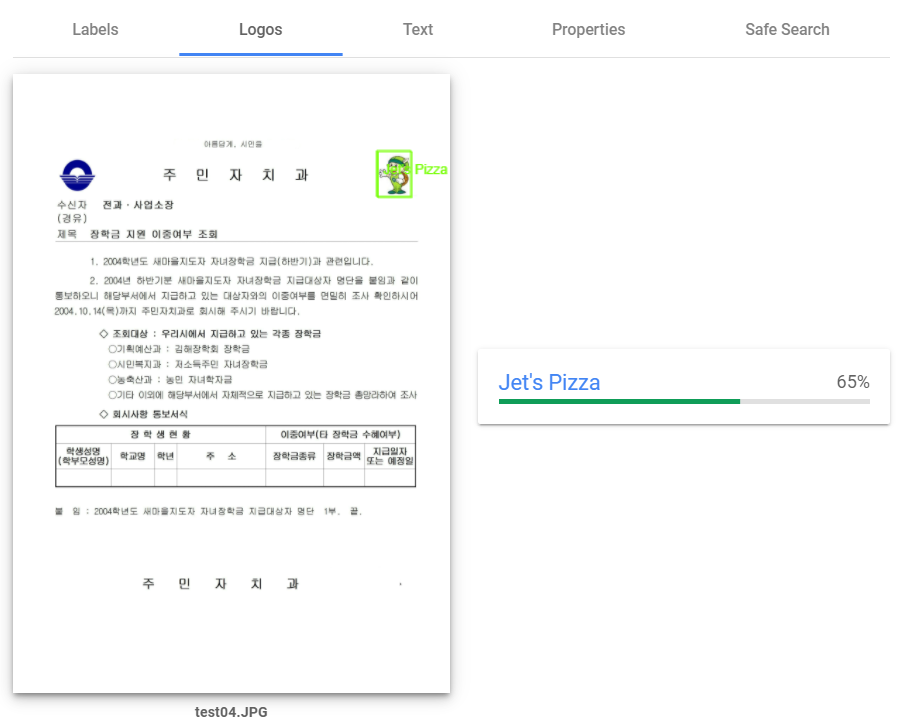 Labels
Logos
Text
Properties
Safe Search
아름답게, 시민을
주 민 자 치 과
Jet's Pizza
수신자 전과·사업소장
(경유)
제목 장학금 지원 이중여부 조회
1. 2004학년도 새마을지도자 자녀장학금 지급(하반기)과 관련입니다.
2. 2004년 하반기분 새마을지도자 자녀장학금 지급대상자 명단을 붙임과 같이
통보하오니 해당부서에서 지급하고 있는 대상자와의 이중여부를 면밀히 조사 확인하시어
2004.10.14(목)까지 주민자치과로 회시해 주시기 바랍니다.
◇ 조회대상 : 우리시에서 지급하고 있는 각종 장학금
○기획예산과 : 김해장학회 장학금
○시민복지과 : 저소득주민 자녀장학금
○농축산과 : 농민 자녀학자금
○기타 이외에 해당부서에서 자체적으로 지급하고 있는 장학금 총망라하여 조사
◇ 회시사항 통보서식
장 학 생 현 황 이중여부(타 장학금 수혜여부)
학생성명 학교명 학년 주 소 장학금종류 장학금액 지급일자
(학부모성명) 또는 예정일
붙 임 : 2004학년도 새마을지도자 자녀장학금 지급대상자 명단 1부. 끝.
주 민 자 치 과
test04.JPG
Jet's Pizza 65%